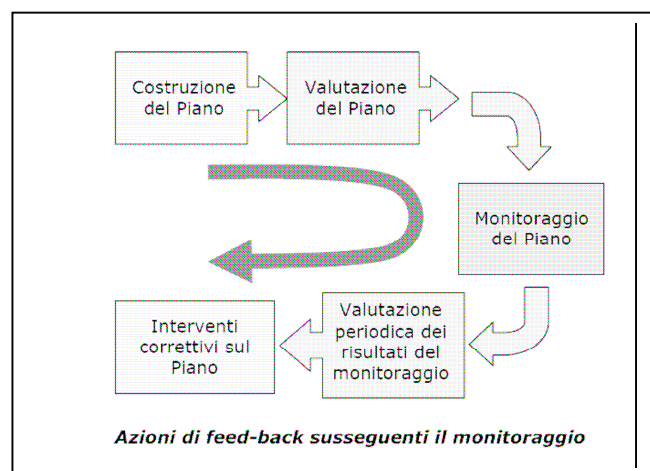 Costruzione
del Piano
Valutazione
del Piano
Monitoraggio
del Piano
Valutazione
periodica dei
risultati del
monitoraggio
Interventi
correttivi sul
Piano
Azioni di feed-back susseguenti il monitoraggio